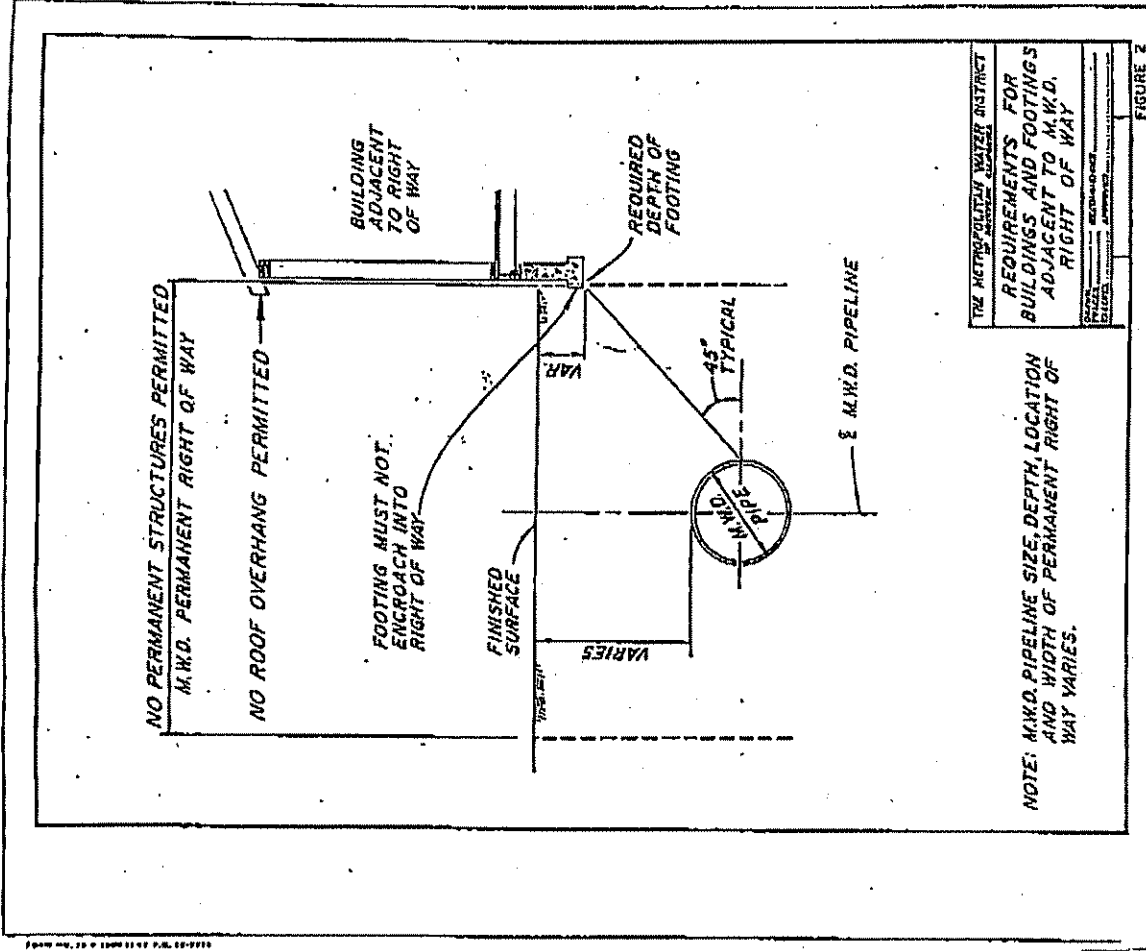 NO PERMANENT STRUCTURES PERMITTED
M.W.D. PERMANENT RIGHT OF WAY
NO ROOF OVERHANG PERMITTED
BUILDING
ADJACENT
TO RIGHT
OF WAY
FOOTING MUST NOT
ENCROACH INTO
RIGHT OF WAY
FINISHED
SURFACE
VAR.
REQUIRED
DEPTH OF
FOOTING
VARIES
45°
TYPICAL
M.W.D.
PIPE
M.W.D. PIPELINE
NOTE: M.W.D. PIPELINE SIZE, DEPTH, LOCATION
AND WIDTH OF PERMANENT RIGHT OF
WAY VARIES.
THE METROPOLITAN WATER DISTRICT
REQUIREMENTS FOR
BUILDINGS AND FOOTINGS
ADJACENT TO M.W.D.
RIGHT OF WAY
FIGURE 2